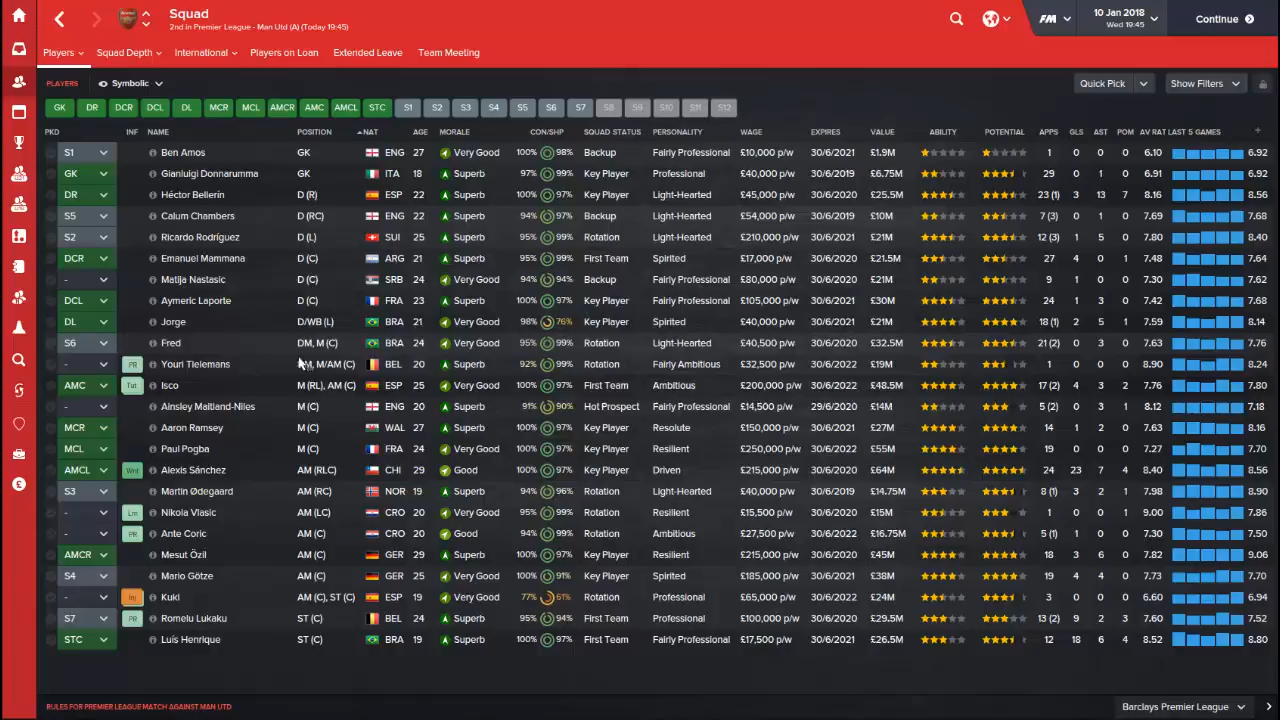 Squad
2nd in Premier League - Man Utd (A) (Today 19:45)
FM
10 Jan 2018
Wed 19:45
Continue
Players Squad Depth International Players on Loan Extended Leave Team Meeting
PLAYERS Symbolic Quick Pick Show Filters
GK DR DCR DCL DL MCR MCL AMCR AMC AMCL STC S1 S2 S3 S4 S5 S6 S7 S8 S9 S10 S11 S12
PKD INF NAME POSITION NAT AGE MORALE CON/SHP SQUAD STATUS PERSONALITY WAGE EXPIRES VALUE ABILITY POTENTIAL APPS GLS AST POM AV RAT LAST 5 GAMES
S1 Ben Amos GK ENG 27 Very Good 100% 98% Backup Fairly Professional £10,000 p/w 30/6/2021 £1.9M 1 0 0 0 6.10 6.92
GK Gianluigi Donnarumma GK ITA 18 Superb 97% 99% Key Player Professional £40,000 p/w 30/6/2021 £6.75M 29 0 1 0 6.91 6.92
DR Héctor Bellerín D (R) ESP 22 Superb 100% 97% Key Player Light-Hearted £40,000 p/w 30/6/2020 £25.5M 23 (1) 3 13 7 8.16 8.56
S5 Calum Chambers D (RC) ENG 22 Superb 94% 97% Backup Light-Hearted £54,000 p/w 30/6/2019 £10M 7 (3) 0 1 0 7.69 7.68
S2 Ricardo Rodríguez D (L) SUI 25 Superb 95% 99% Rotation Light-Hearted £210,000 p/w 30/6/2021 £21M 12 (3) 1 5 0 7.80 8.40
DCR Emanuel Mammana D (C) ARG 21 Superb 95% 99% First Team Spirited £17,000 p/w 30/6/2021 £21.5M 27 4 0 1 7.48 7.64
- Matija Nastasic D (C) SRB 24 Very Good 94% 94% Backup Fairly Professional £80,000 p/w 30/6/2021 £21M 9 1 0 0 7.30 7.62
DCL Aymeric Laporte D (C) FRA 23 Superb 100% 97% Key Player Light-Hearted £105,000 p/w 30/6/2021 £30M 24 1 3 1 7.42 7.68
DL Jorge D/WB (L) BRA 21 Very Good 98% 76% Key Player Spirited £40,000 p/w 30/6/2021 £21M 18 (1) 2 5 1 7.59 8.14
S6 Fred DM, M (C) BRA 24 Very Good 95% 99% Rotation Light-Hearted £40,500 p/w 30/6/2020 £32.5M 21 (2) 0 3 0 7.63 7.76
- PR Youri Tielemans M/AM (C) BEL 20 Superb 92% 99% Rotation Fairly Ambitious £32,500 p/w 30/6/2022 £19M 1 0 0 0 8.90 8.24
AMC Tut Isco M (RL), AM (C) ESP 25 Superb 100% 97% First Team Ambitious £200,000 p/w 30/6/2022 £48.5M 17 (2) 4 3 2 7.76 7.80
- Ainsley Maitland-Niles M (C) ENG 20 Superb 91% 90% Hot Prospect Fairly Professional £14,500 p/w 29/6/2020 £14M 5 (2) 0 3 1 8.12 7.18
MCR Aaron Ramsey M (C) WAL 27 Superb 100% 97% Key Player Resolute £150,000 p/w 30/6/2021 £27M 14 1 2 0 7.63 8.16
MCL Paul Pogba M (C) FRA 24 Superb 100% 97% Key Player Resilient £250,000 p/w 30/6/2022 £55M 19 0 0 0 7.27 7.70
AMCL Wnt Alexis Sánchez AM (RLC) CHI 29 Good 100% 97% Key Player Driven £215,000 p/w 30/6/2021 £64M 24 23 7 4 8.40 8.56
S3 Martin Ødegaard AM (RC) NOR 19 Superb 94% 96% Rotation Light-Hearted £40,000 p/w 30/6/2019 £14.75M 8 (1) 3 2 1 7.98 8.90
- Lrn Nikola Vlasic AM (LC) CRO 20 Very Good 95% 99% Rotation Resilient £15,500 p/w 30/6/2020 £15M 1 0 1 1 9.00 7.86
- PR Ante Coric AM (C) CRO 20 Good 94% 99% Rotation Ambitious £27,500 p/w 30/6/2022 £16.75M 5 (1) 0 1 0 7.30 7.50
AMCR Mesut Özil AM (C) GER 29 Superb 100% 97% Key Player Resilient £215,000 p/w 30/6/2021 £45M 18 3 6 0 7.82 9.06
S4 Mario Götze AM (C) GER 25 Superb 100% 91% Key Player Spirited £185,000 p/w 30/6/2021 £38M 19 4 4 0 7.73 7.70
- Inj Kuki AM (C), ST (C) ESP 19 Very Good 77% 61% Rotation Professional £65,000 p/w 30/6/2022 £24M 3 0 0 0 6.60 6.94
S7 PR Romelu Lukaku ST (C) BEL 24 Very Good 95% 94% First Team Professional £100,000 p/w 30/6/2021 £29.5M 13 (2) 9 2 3 7.60 7.52
STC Luís Henrique ST (C) BRA 19 Superb 100% 97% First Team Fairly Professional £17,500 p/w 30/6/2021 £26.5M 12 18 6 4 8.52 8.80
RULES FOR PREMIER LEAGUE MATCH AGAINST MAN UTD Barclays Premier League